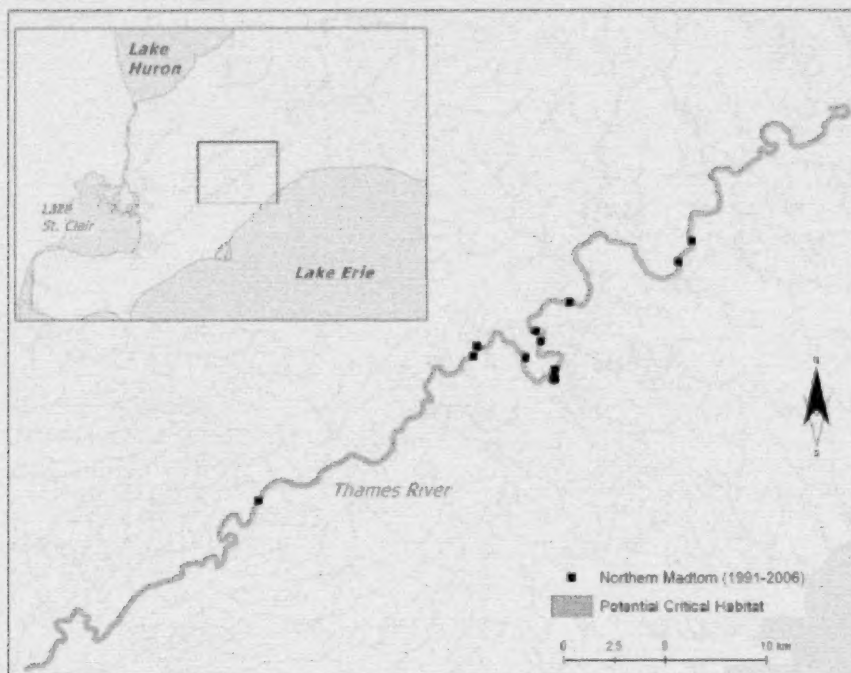 Lake
Huron
Lake
St. Clair
Lake Erie
N
S
Thames River
Northern Madtom (1991-2006)
Potential Critical Habitat
0 2.5 5 10 km